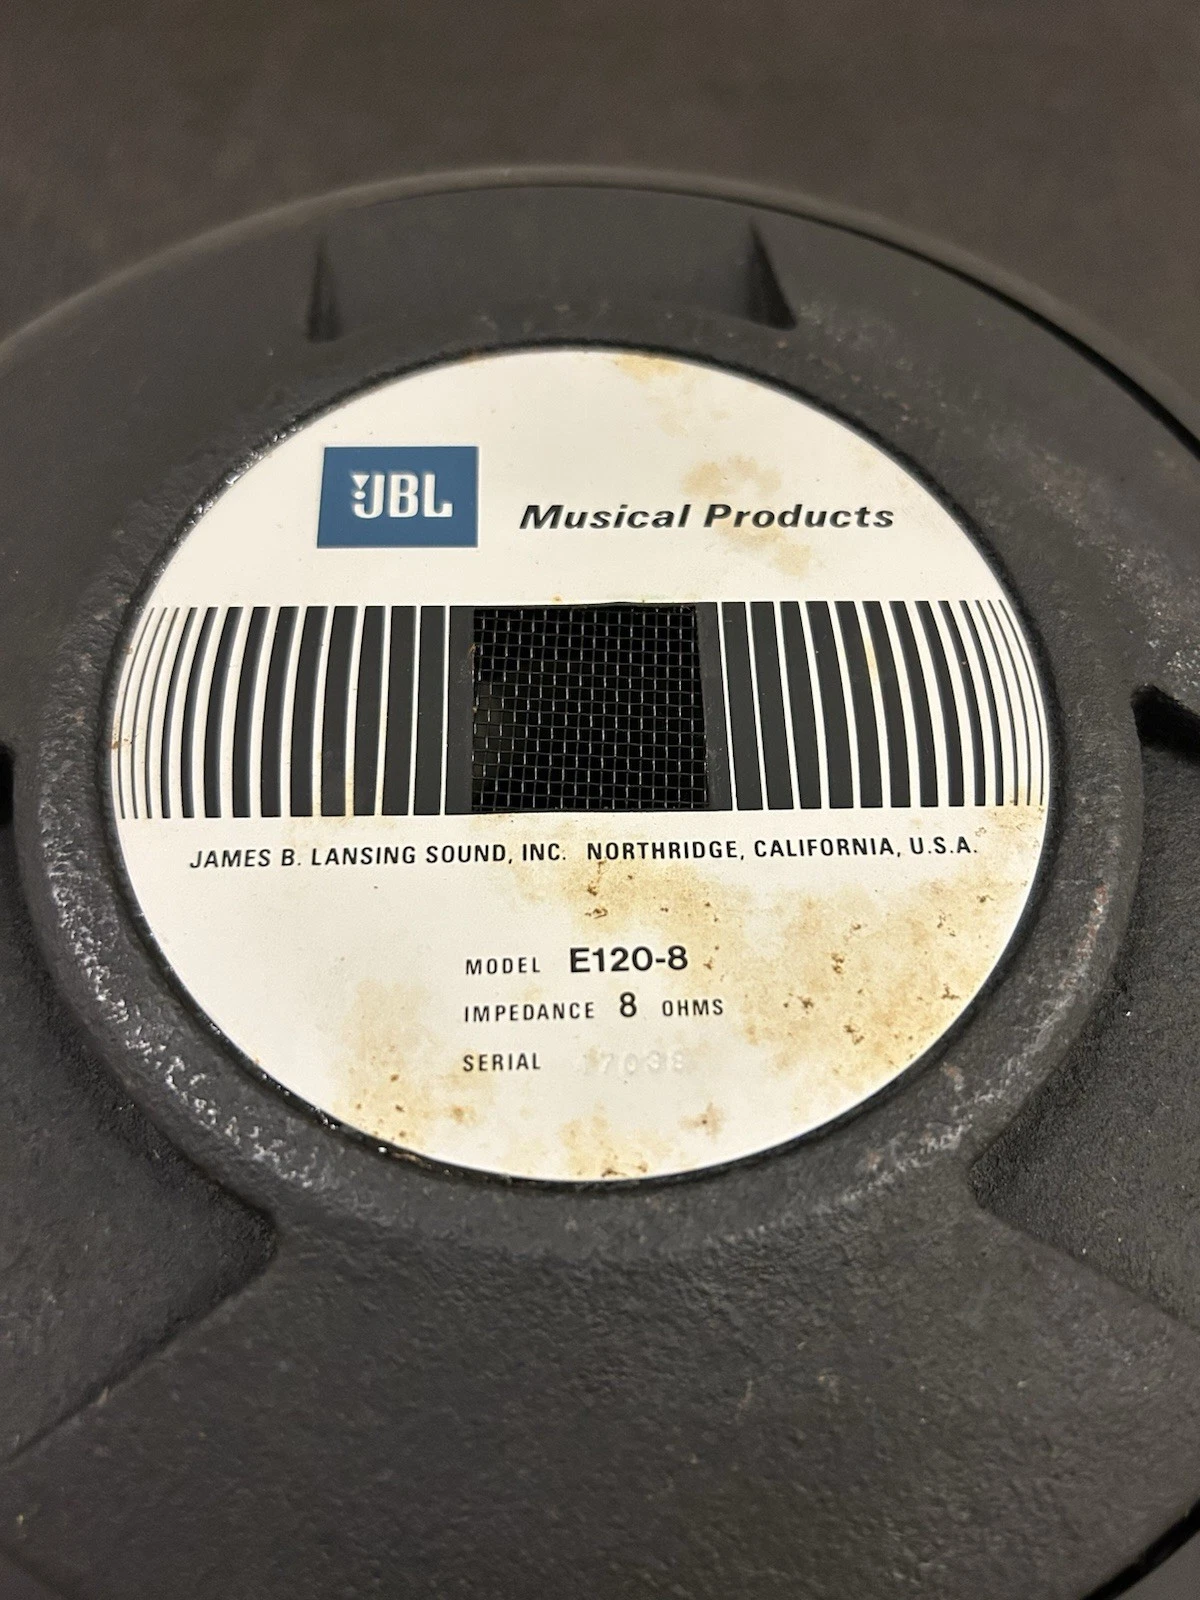 JBL Musical Products
JAMES B. LANSING SOUND, INC. NORTHRIDGE, CALIFORNIA, U.S.A.
MODEL E120-8
IMPEDANCE 8 OHMS
SERIAL